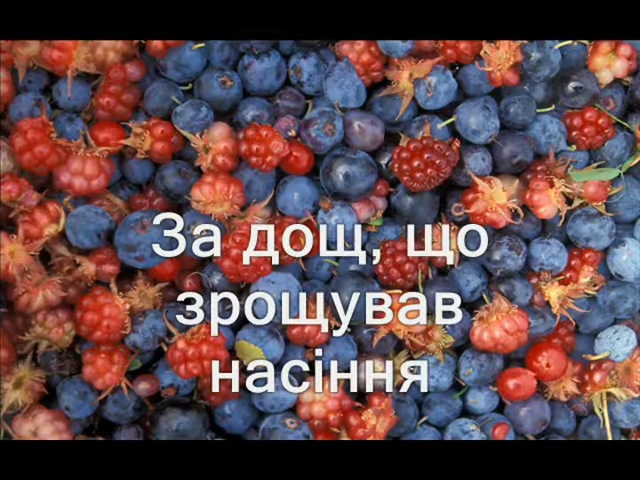 За дощ, що
зрощував
насіння